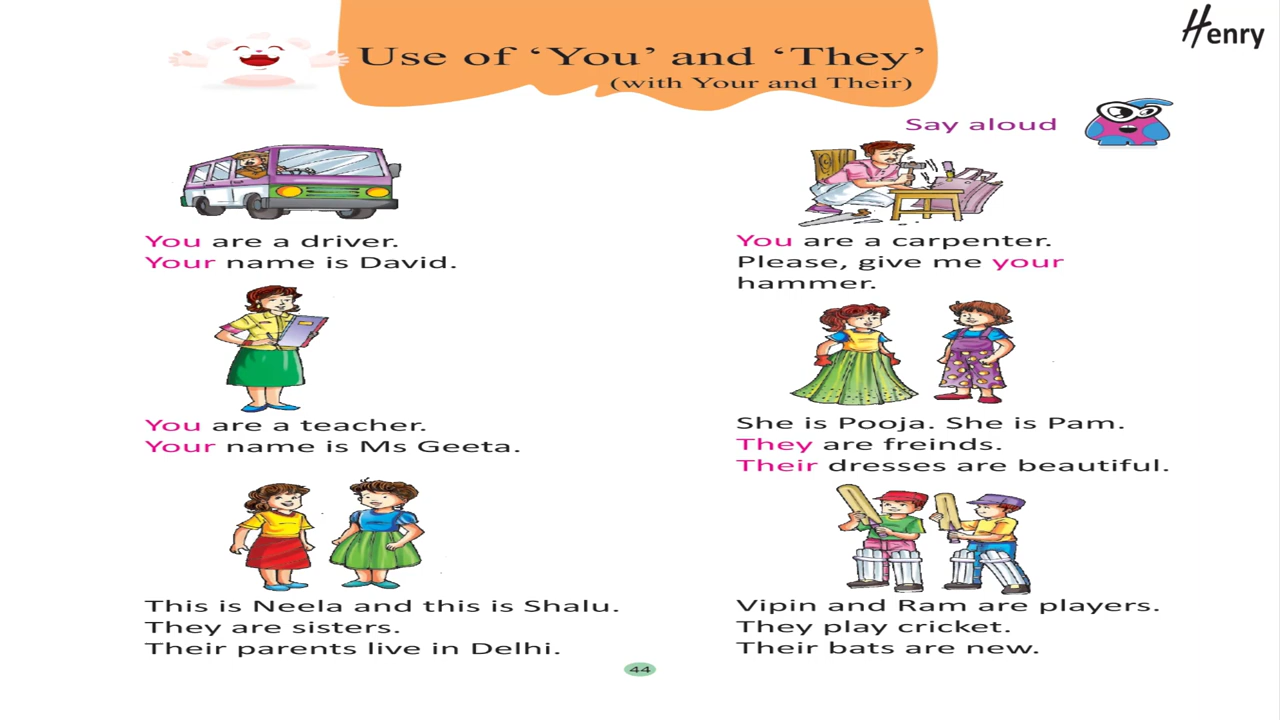 Henry
Use of ‘You’ and ‘They’
(with Your and Their)
Say aloud
You are a driver.
Your name is David.
You are a carpenter.
Please, give me your
hammer.
You are a teacher.
Your name is Ms Geeta.
She is Pooja. She is Pam.
They are freinds.
Their dresses are beautiful.
This is Neela and this is Shalu.
They are sisters.
Their parents live in Delhi.
Vipin and Ram are players.
They play cricket.
Their bats are new.
44